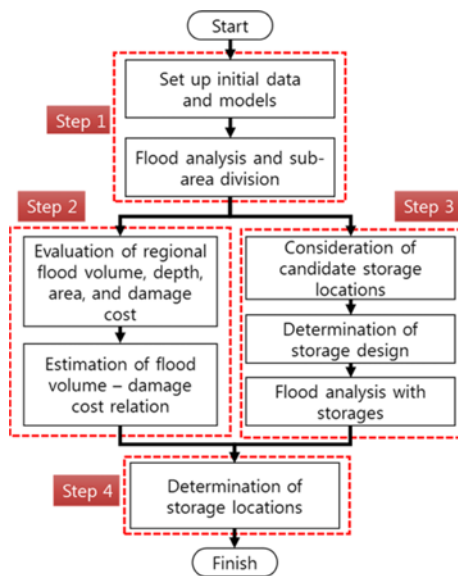 Start
Step 1
Set up initial data
and models
Flood analysis and sub-
area division
Step 2
Evaluation of regional
flood volume, depth,
area, and damage
cost
Estimation of flood
volume – damage
cost relation
Step 3
Consideration of
candidate storage
locations
Determination of
storage design
Flood analysis with
storages
Step 4
Determination of
storage locations
Finish